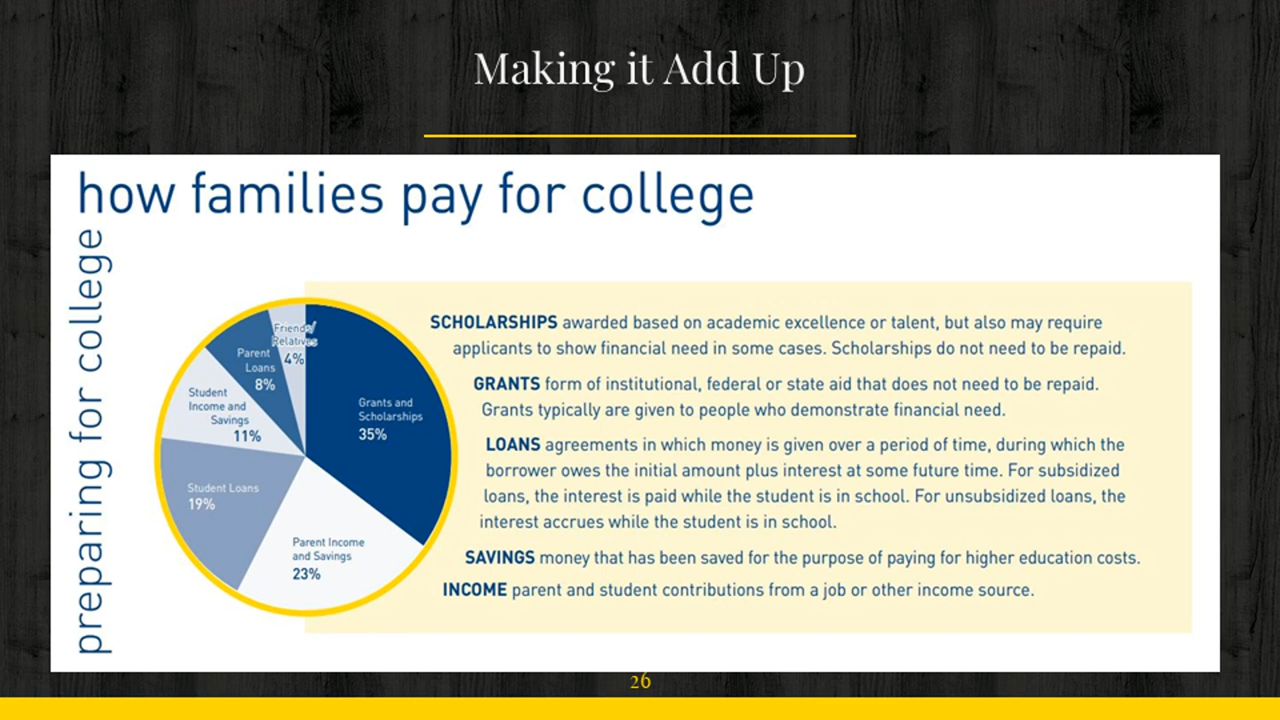 Making it Add Up
how families pay for college
preparing for college
Friends/
Relatives
4%
Parent
Loans
8%
Student
Income and
Savings
11%
Student Loans
19%
Parent Income
and Savings
23%
Grants and
Scholarships
35%
SCHOLARSHIPS awarded based on academic excellence or talent, but also may require
applicants to show financial need in some cases. Scholarships do not need to be repaid.
GRANTS form of institutional, federal or state aid that does not need to be repaid.
Grants typically are given to people who demonstrate financial need.
LOANS agreements in which money is given over a period of time, during which the
borrower owes the initial amount plus interest at some future time. For subsidized
loans, the interest is paid while the student is in school. For unsubsidized loans, the
interest accrues while the student is in school.
SAVINGS money that has been saved for the purpose of paying for higher education costs.
INCOME parent and student contributions from a job or other income source.
26